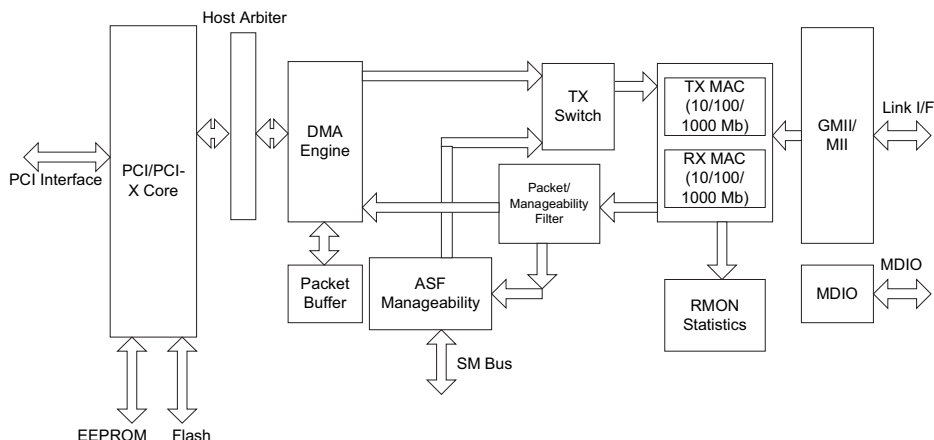 Host Arbiter
PCI Interface
PCI/PCI-
X Core
DMA
Engine
Packet
Buffer
TX
Switch
Packet/
Manageability
Filter
ASF
Manageability
SM Bus
TX MAC
(10/100/
1000 Mb)
RX MAC
(10/100/
1000 Mb)
RMON
Statistics
GMII/
MII
Link I/F
MDIO
MDIO
EEPROM
Flash